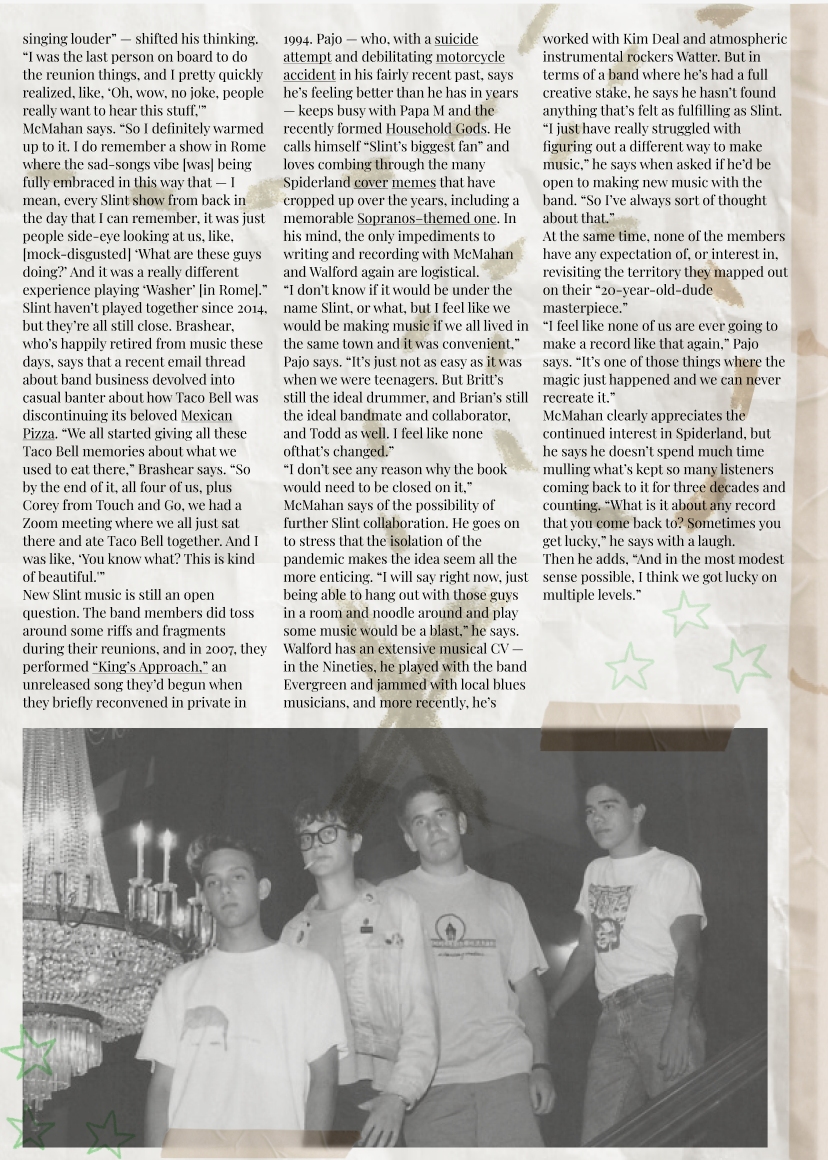 singing louder” — shifted his thinking.
“I was the last person on board to do
the reunion things, and I pretty quickly
realized, like, ‘Oh, wow, no joke, people
really want to hear this stuff,’”
McMahan says. “So I definitely warmed
up to it. I do remember a show in Rome
where the sad-songs vibe [was] being
fully embraced in this way that — I
mean, every Slint show from back in
the day that I can remember, it was just
people side-eye looking at us, like,
[mock-disgusted] ‘What are these guys
doing?’ And it was a really different
experience playing ‘Washer’ [in Rome].”
Slint haven’t played together since 2014,
but they’re all still close. Brashear,
who’s happily retired from music these
days, says that a recent email thread
about band business devolved into
casual banter about how Taco Bell was
discontinuing its beloved Mexican
Pizza. “We all started giving all these
Taco Bell memories about what we
used to eat there,” Brashear says. “So
by the end of it, all four of us, plus
Corey from Touch and Go, we had a
Zoom meeting where we all just sat
there and ate Taco Bell together. And I
was like, ‘You know what? This is kind
of beautiful.’”
New Slint music is still an open
question. The band members did toss
around some riffs and fragments
during their reunions, and in 2007, they
performed “King’s Approach,” an
unreleased song they’d begun when
they briefly reconvened in private in
1994. Pajo — who, with a suicide
attempt and debilitating motorcycle
accident in his fairly recent past, says
he’s feeling better than he has in years
— keeps busy with Papa M and the
recently formed Household Gods. He
calls himself “Slint’s biggest fan” and
loves combing through the many
Spiderland cover memes that have
cropped up over the years, including a
memorable Sopranos–themed one. In
his mind, the only impediments to
writing and recording with McMahan
and Walford again are logistical.
“I don’t know if it would be under the
name Slint, or what, but I feel like we
would be making music if we all lived in
the same town and it was convenient,”
Pajo says. “It’s just not as easy as it was
when we were teenagers. But Britt’s
still the ideal drummer, and Brian’s still
the ideal bandmate and collaborator,
and Todd as well. I feel like none
ofthat’s changed.”
“I don’t see any reason why the book
would need to be closed on it,”
McMahan says of the possibility of
further Slint collaboration. He goes on
to stress that the isolation of the
pandemic makes the idea seem all the
more enticing. “I will say right now, just
being able to hang out with those guys
in a room and noodle around and play
some music would be a blast,” he says.
Walford has an extensive musical CV —
in the Nineties, he played with the band
Evergreen and jammed with local blues
musicians, and more recently, he’s
worked with Kim Deal and atmospheric
instrumental rockers Watter. But in
terms of a band where he’s had a full
creative stake, he says he hasn’t found
anything that’s felt as fulfilling as Slint.
“I just have really struggled with
figuring out a different way to make
music,” he says when asked if he’d be
open to making new music with the
band. “So I’ve always sort of thought
about that.”
At the same time, none of the members
have any expectation of, or interest in,
revisiting the territory they mapped out
on their “20-year-old-dude
masterpiece.”
“I feel like none of us are ever going to
make a record like that again,” Pajo
says. “It’s one of those things where the
magic just happened and we can never
recreate it.”
McMahan clearly appreciates the
continued interest in Spiderland, but
he says he doesn’t spend much time
mulling what’s kept so many listeners
coming back to it for three decades and
counting. “What is it about any record
that you come back to? Sometimes you
get lucky,” he says with a laugh.
Then he adds, “And in the most modest
sense possible, I think we got lucky on
multiple levels.”